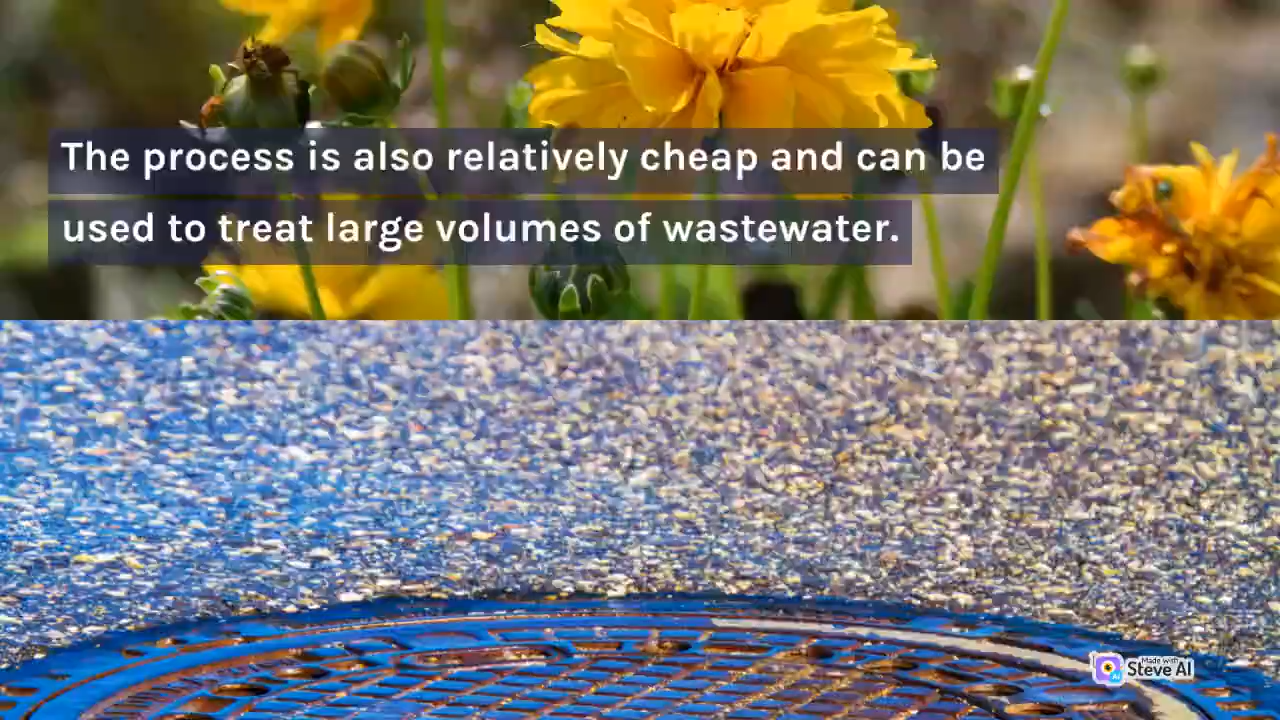 The process is also relatively cheap and can be
used to treat large volumes of wastewater.
Made with
Steve AI
AI